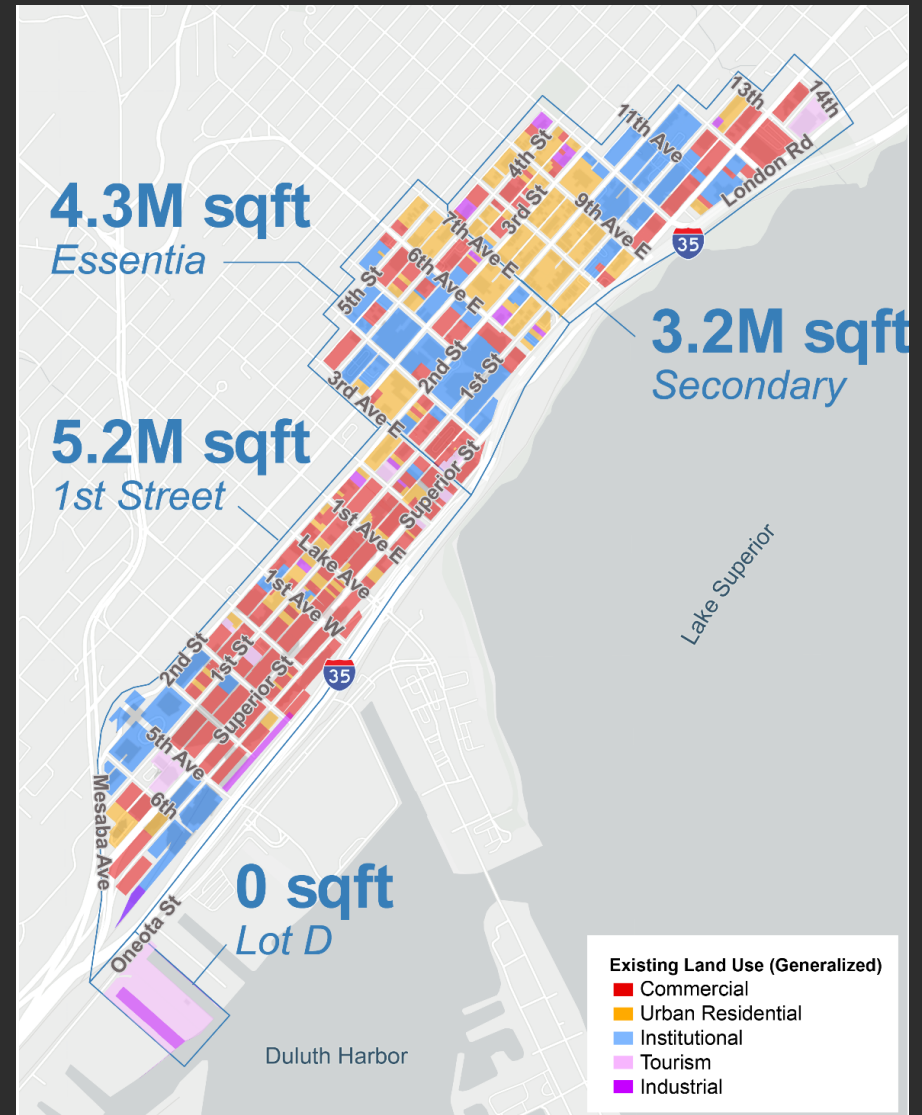 13th
14th
11th Ave
4th St
London Rd
3rd St
9th Ave E
4.3M sqft
Essentia
7th Ave E
35
6th Ave E
5th St
3.2M sqft
Secondary
2nd St
1st St
3rd Ave E
5.2M sqft
1st Street
Superior St
1st Ave E
Lake Ave
1st Ave W
Lake Superior
2nd St
1st St
35
Superior St
5th Ave
Mesaba Ave
6th
0 sqft
Lot D
Oneota St
Duluth Harbor
Existing Land Use (Generalized)
Commercial
Urban Residential
Institutional
Tourism
Industrial